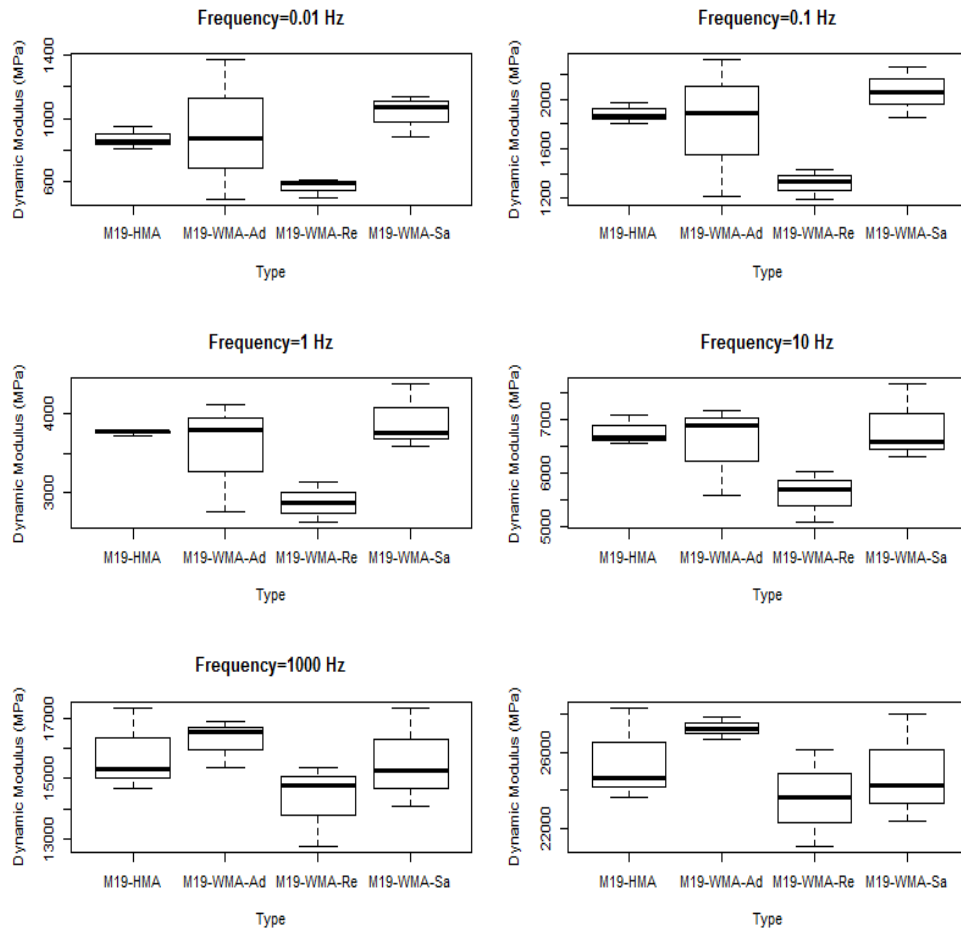 Frequency=0.01 Hz
Dynamic Modulus (MPa)
600 1000 1400
M19-HMA M19-WMA-Ad M19-WMA-Re M19-WMA-Sa
Type
Frequency=0.1 Hz
Dynamic Modulus (MPa)
1200 1600 2000
M19-HMA M19-WMA-Ad M19-WMA-Re M19-WMA-Sa
Type
Frequency=1 Hz
Dynamic Modulus (MPa)
3000 4000
M19-HMA M19-WMA-Ad M19-WMA-Re M19-WMA-Sa
Type
Frequency=10 Hz
Dynamic Modulus (MPa)
5000 6000 7000
M19-HMA M19-WMA-Ad M19-WMA-Re M19-WMA-Sa
Type
Frequency=1000 Hz
Dynamic Modulus (MPa)
13000 15000 17000
M19-HMA M19-WMA-Ad M19-WMA-Re M19-WMA-Sa
Type
Dynamic Modulus (MPa)
22000 26000
M19-HMA M19-WMA-Ad M19-WMA-Re M19-WMA-Sa
Type